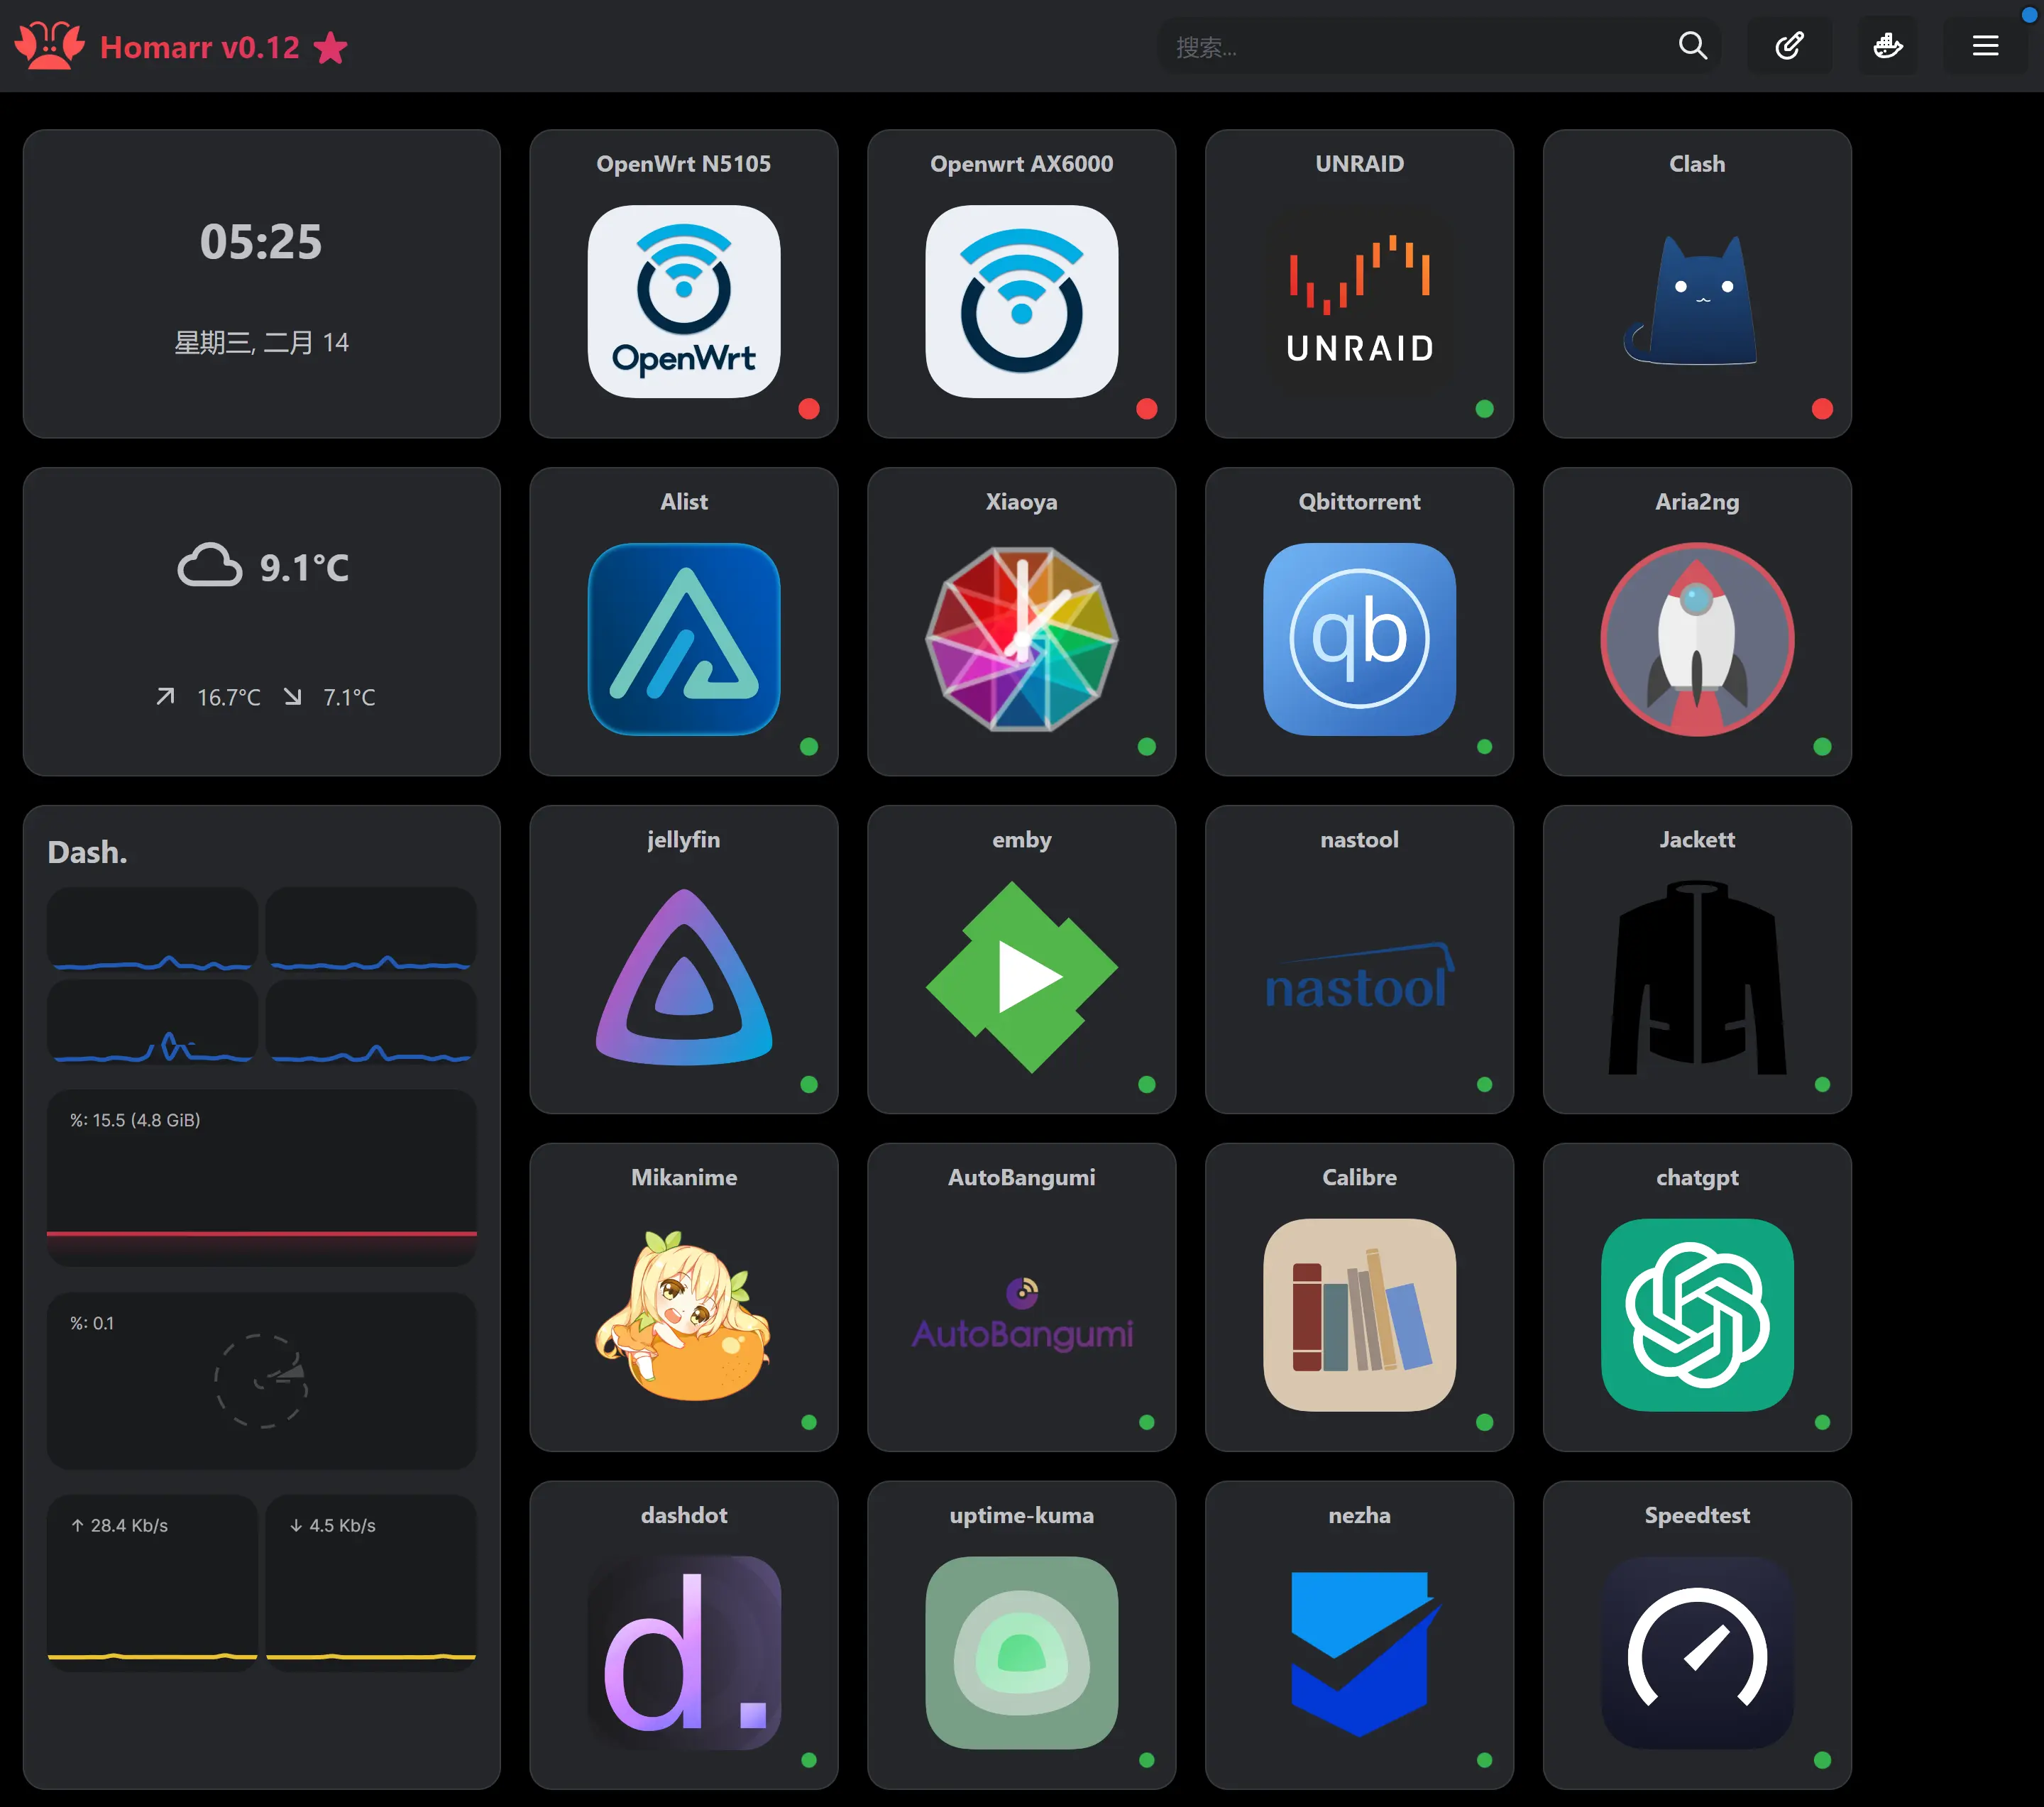 Homarr v0.12
搜索...
05:25
星期三, 二月 14
OpenWrt N5105
OpenWrt
Openwrt AX6000
UNRAID
UNRAID
Clash
9.1°C
16.7°C 7.1°C
Alist
Xiaoya
Qbittorrent
qb
Aria2ng
Dash.
%: 15.5 (4.8 GiB)
%: 0.1
↑ 28.4 Kb/s
↓ 4.5 Kb/s
jellyfin
emby
nastool
nastool
Jackett
Mikanime
AutoBangumi
AutoBangumi
Calibre
chatgpt
dashdot
d.
uptime-kuma
nezha
Speedtest